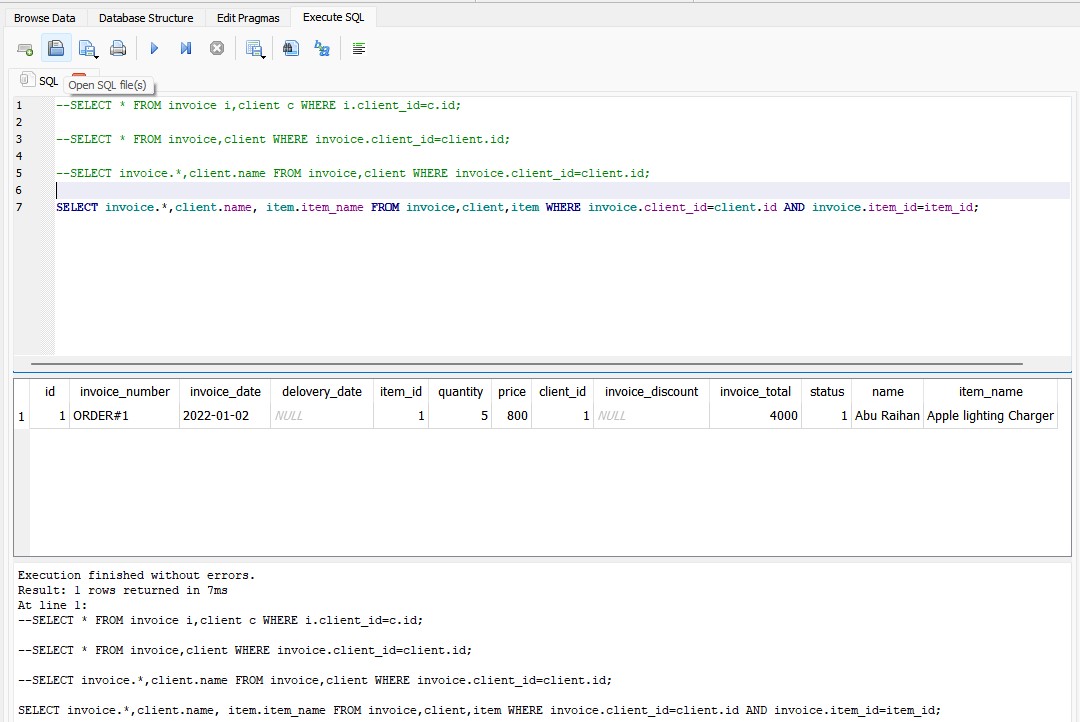 Browse Data Database Structure Edit Pragmas Execute SQL
SQL
Open SQL file(s)
1 --SELECT * FROM invoice i,client c WHERE i.client_id=c.id;
2
3 --SELECT * FROM invoice,client WHERE invoice.client_id=client.id;
4
5 --SELECT invoice.*,client.name FROM invoice,client WHERE invoice.client_id=client.id;
6
7 SELECT invoice.*,client.name, item.item_name FROM invoice,client,item WHERE invoice.client_id=client.id AND invoice.item_id=item_id;
id invoice_number invoice_date delovery_date item_id quantity price client_id invoice_discount invoice_total status name item_name
1 1 ORDER#1 2022-01-02 NULL 1 5 800 1 NULL 4000 1 Abu Raihan Apple lighting Charger
Execution finished without errors.
Result: 1 rows returned in 7ms
At line 1:
--SELECT * FROM invoice i,client c WHERE i.client_id=c.id;
--SELECT * FROM invoice,client WHERE invoice.client_id=client.id;
--SELECT invoice.*,client.name FROM invoice,client WHERE invoice.client_id=client.id;
SELECT invoice.*,client.name, item.item_name FROM invoice,client,item WHERE invoice.client_id=client.id AND invoice.item_id=item_id;